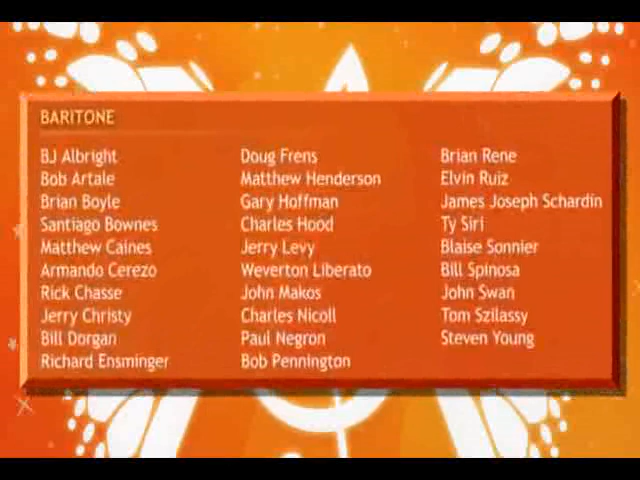 BARITONE
BJ Albright
Bob Artale
Brian Boyle
Santiago Bownes
Matthew Caines
Armando Cerezo
Rick Chasse
Jerry Christy
Bill Dorgan
Richard Ensminger
Doug Frens
Matthew Henderson
Gary Hoffman
Charles Hood
Jerry Levy
Weverton Liberato
John Makos
Charles Nicoll
Paul Negron
Bob Pennington
Brian Rene
Elvin Ruiz
James Joseph Schardin
Ty Siri
Blaise Sonnier
Bill Spinosa
John Swan
Tom Szilassy
Steven Young